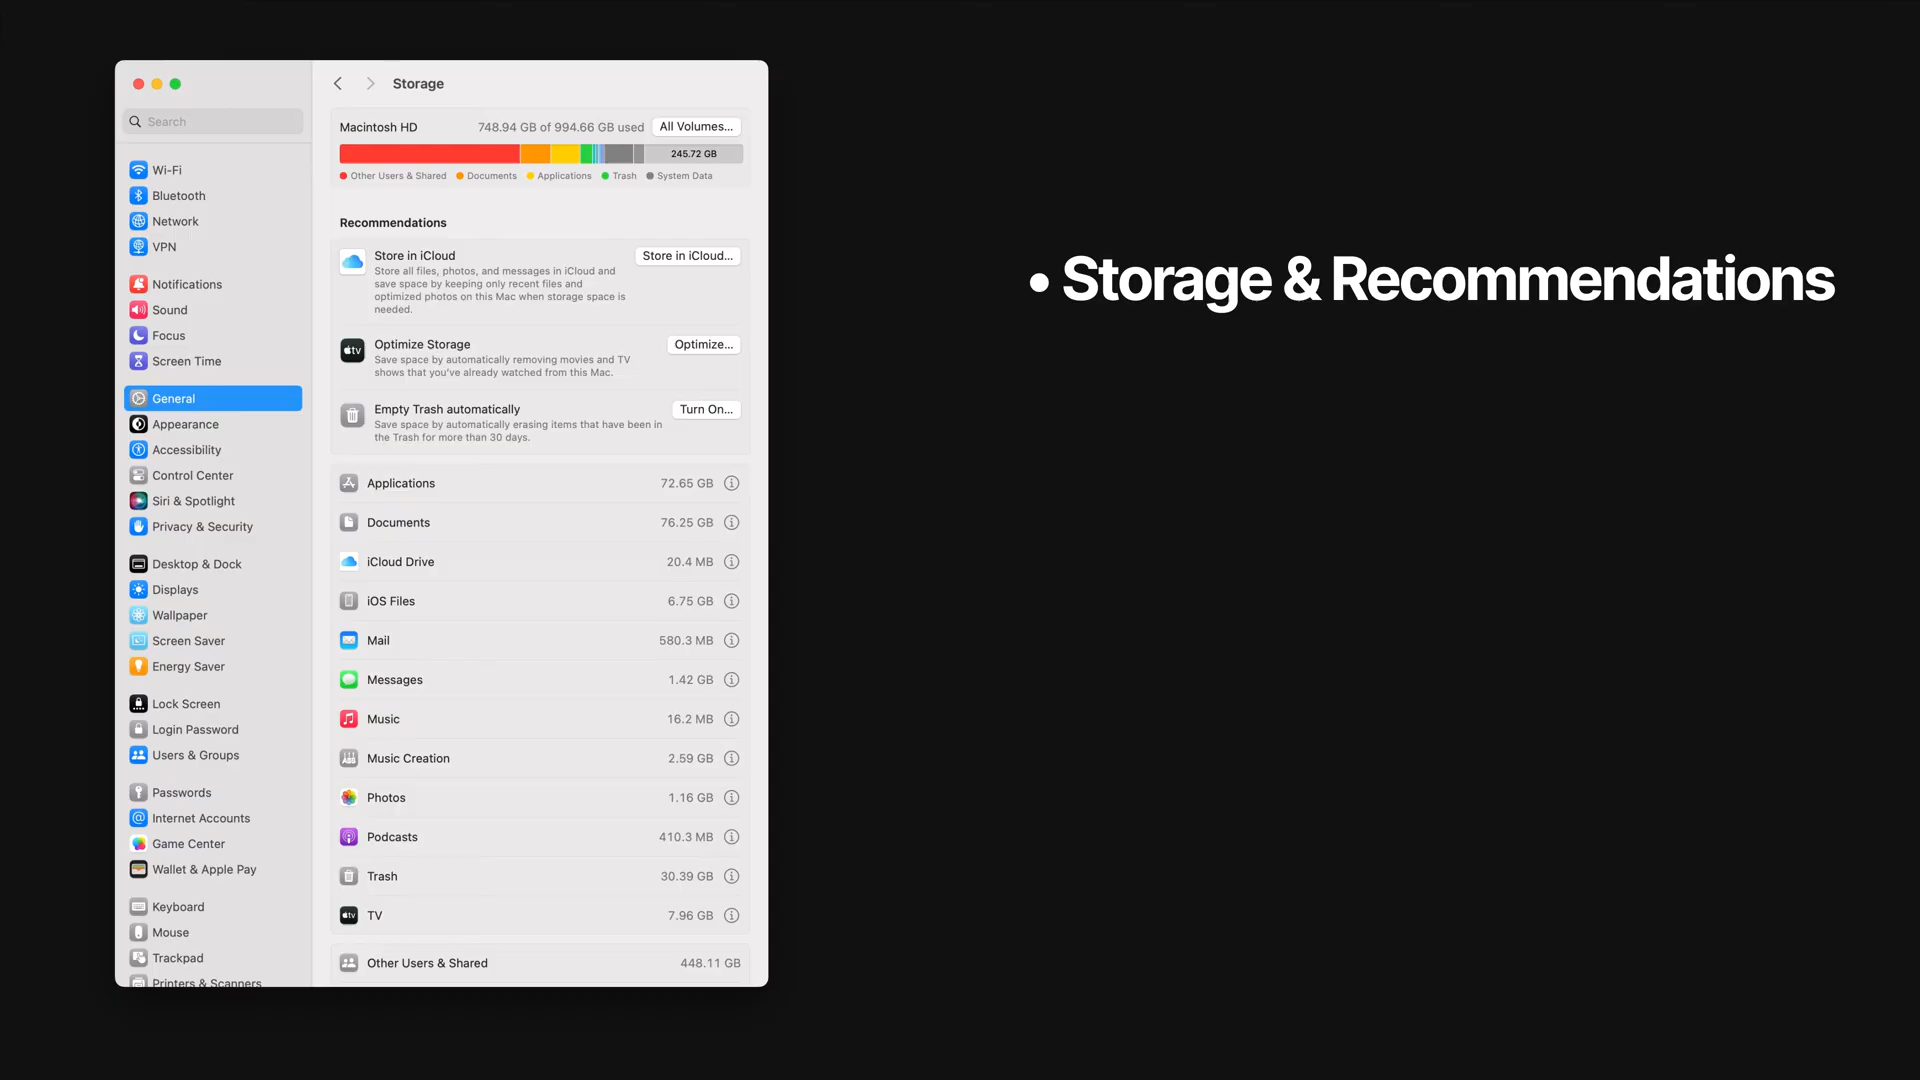 Storage
Search
Wi-Fi
Bluetooth
Network
VPN
Notifications
Sound
Focus
Screen Time
General
Appearance
Accessibility
Control Center
Siri & Spotlight
Privacy & Security
Desktop & Dock
Displays
Wallpaper
Screen Saver
Energy Saver
Lock Screen
Login Password
Users & Groups
Passwords
Internet Accounts
Game Center
Wallet & Apple Pay
Keyboard
Mouse
Trackpad
Printers & Scanners
Macintosh HD 748.94 GB of 994.66 GB used All Volumes...
245.72 GB
Other Users & Shared Documents Applications Trash System Data
Recommendations
Store in iCloud Store in iCloud...
Store all files, photos, and messages in iCloud and
save space by keeping only recent files and
optimized photos on this Mac when storage space is
needed.
tv
Optimize Storage Optimize...
Save space by automatically removing movies and TV
shows that you've already watched from this Mac.
Empty Trash automatically Turn On...
Save space by automatically erasing items that have been in
the Trash for more than 30 days.
Applications 72.65 GB
Documents 76.25 GB
iCloud Drive 20.4 MB
iOS Files 6.75 GB
Mail 580.3 MB
Messages 1.42 GB
Music 16.2 MB
Music Creation 2.59 GB
Photos 1.16 GB
Podcasts 410.3 MB
Trash 30.39 GB
tv TV 7.96 GB
Other Users & Shared 448.11 GB
• Storage & Recommendations